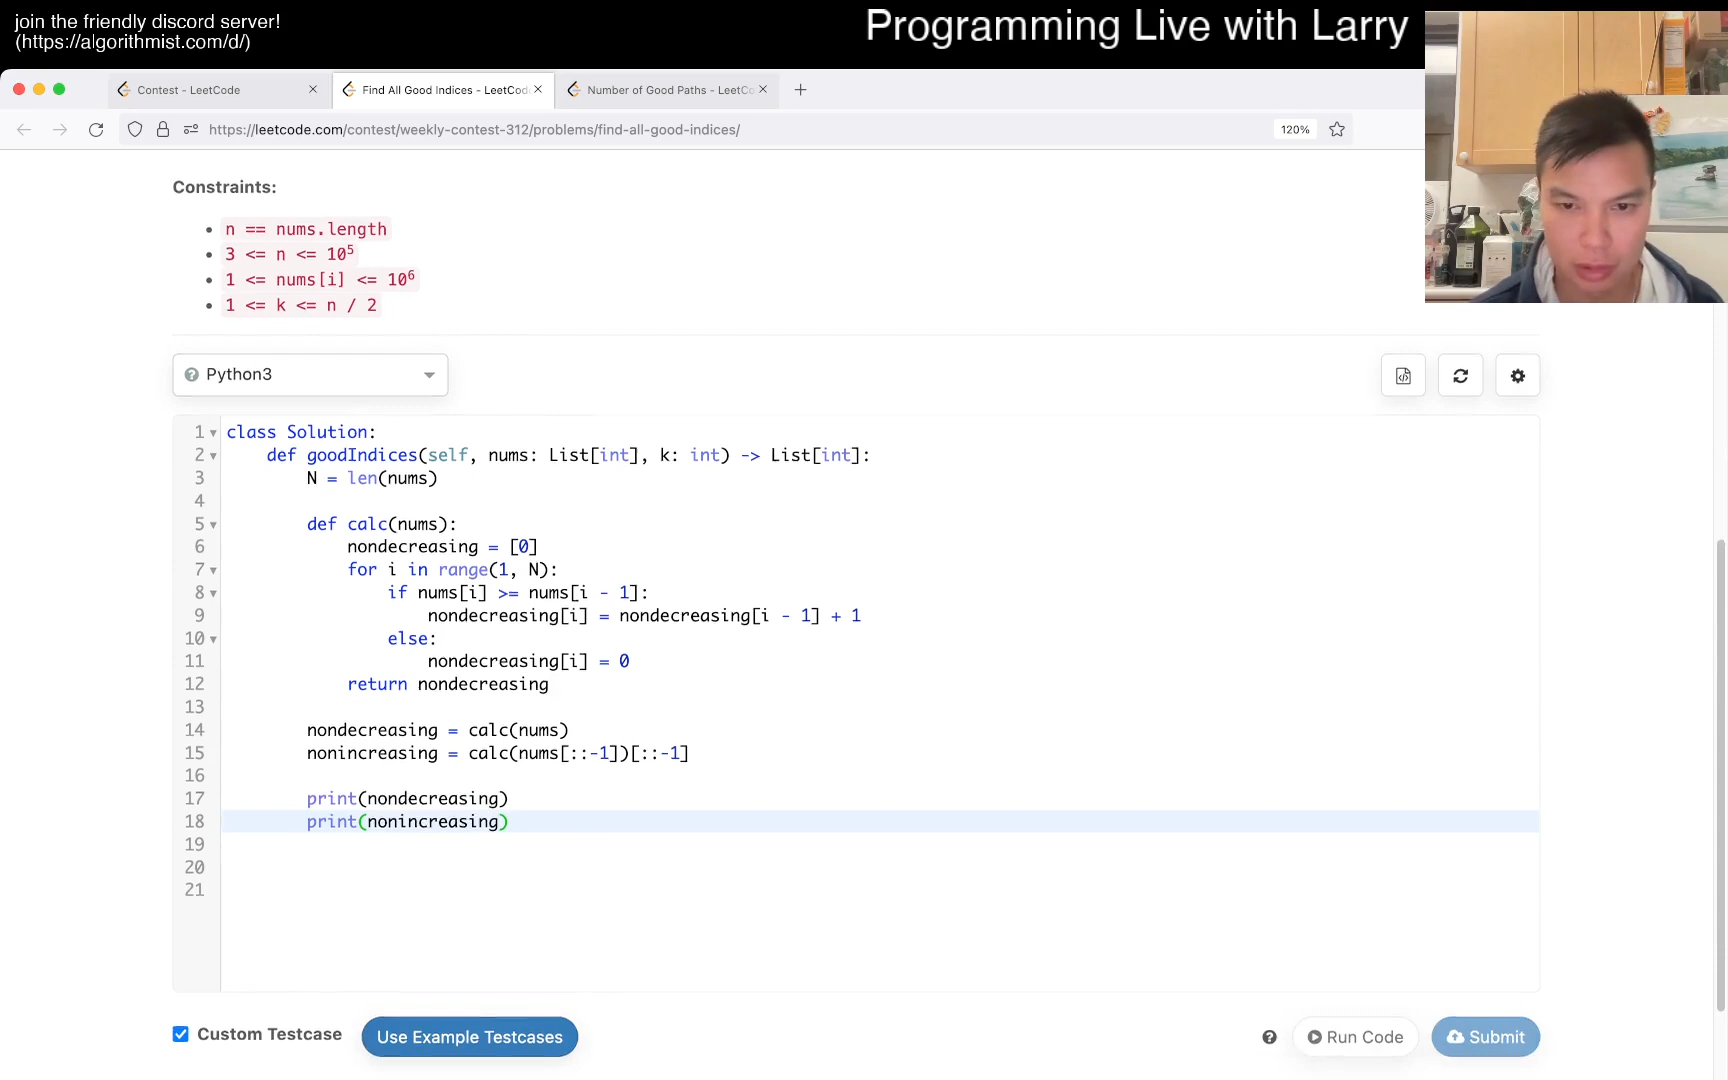 join the friendly discord server!
(https://algorithmist.com/d/)
Programming Live with Larry
Contest - LeetCode
Find All Good Indices - LeetCod
Number of Good Paths - LeetCo
https://leetcode.com/contest/weekly-contest-312/problems/find-all-good-indices/
120%
Constraints:
n == nums.length
3 <= n <= 10⁵
1 <= nums[i] <= 10⁶
1 <= k <= n / 2
Python3
1 class Solution:
2     def goodIndices(self, nums: List[int], k: int) -> List[int]:
3         N = len(nums)
4
5         def calc(nums):
6             nondecreasing = [0]
7             for i in range(1, N):
8                 if nums[i] >= nums[i - 1]:
9                     nondecreasing[i] = nondecreasing[i - 1] + 1
10                 else:
11                     nondecreasing[i] = 0
12             return nondecreasing
13
14         nondecreasing = calc(nums)
15         nonincreasing = calc(nums[::-1])[::-1]
16
17         print(nondecreasing)
18         print(nonincreasing)
19
20
21
Custom Testcase
Use Example Testcases
Run Code
Submit